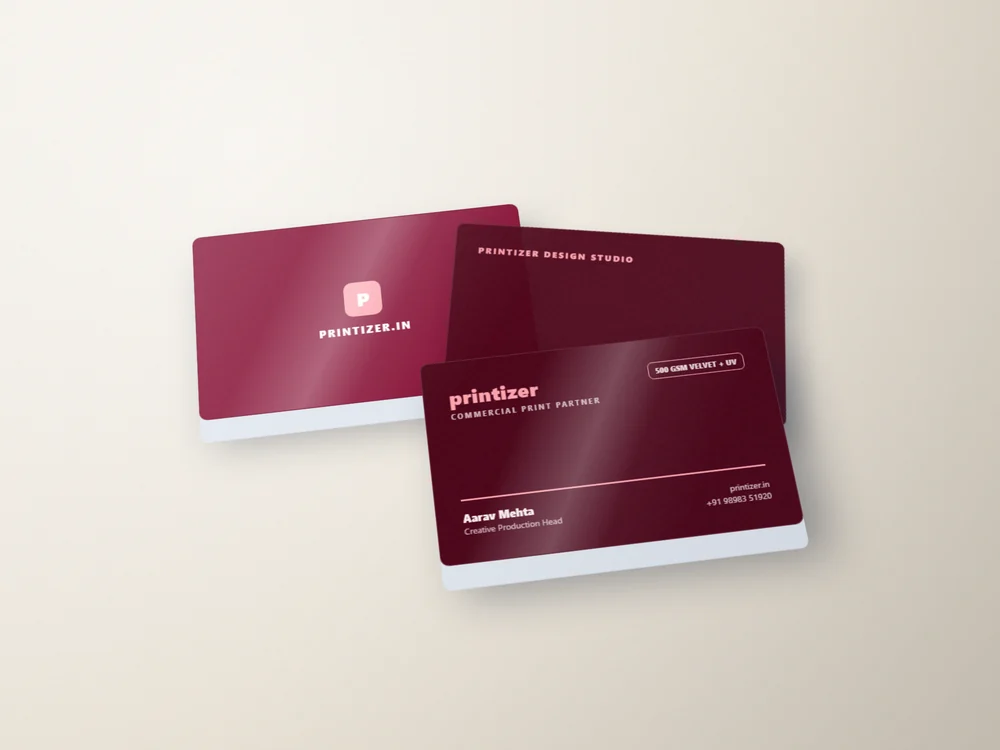 P
PRINTIZER.IN
PRINTIZER DESIGN STUDIO
printizer
COMMERCIAL PRINT PARTNER
500 GSM VELVET + UV
Aarav Mehta
Creative Production Head
printizer.in
+91 98983 51920